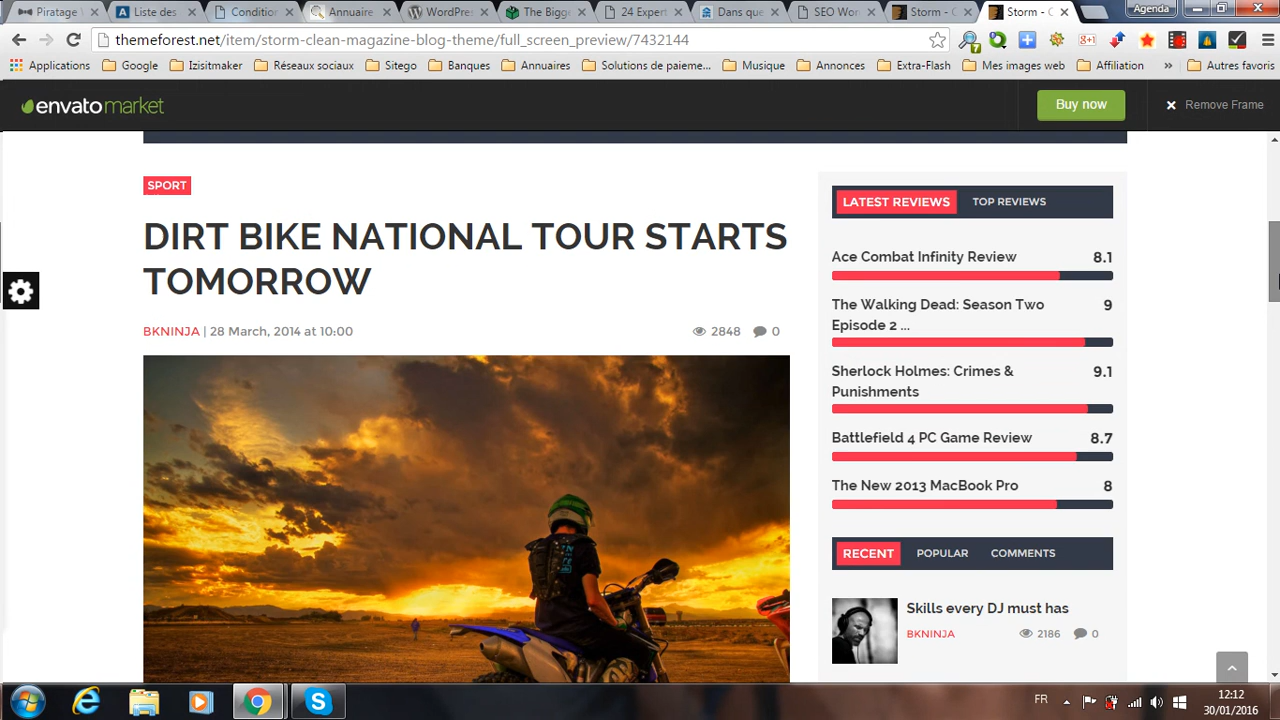 Piratage W
Liste des
Condition
Annuaire
WordPre
The Bigge
24 Expert
Dans que
SEO Wor
Storm - C
Storm - C
Agenda
themeforest.net/item/storm-clean-magazine-blog-theme/full_screen_preview/7432144
Applications
Google
Izisitmaker
Réseaux sociaux
Sitego
Banques
Annuaires
Solutions de paieme...
Musique
Annonces
Extra-Flash
Mes images web
Affiliation
»
Autres favoris
envato market
Buy now
Remove Frame
SPORT
DIRT BIKE NATIONAL TOUR STARTS
TOMORROW
BKNINJA | 28 March, 2014 at 10:00
2848
0
LATEST REVIEWS
TOP REVIEWS
Ace Combat Infinity Review 8.1
The Walking Dead: Season Two 9
Episode 2 ...
Sherlock Holmes: Crimes & 9.1
Punishments
Battlefield 4 PC Game Review 8.7
The New 2013 MacBook Pro 8
RECENT
POPULAR
COMMENTS
Skills every DJ must has
BKNINJA
2186
0
FR
12:12
30/01/2016